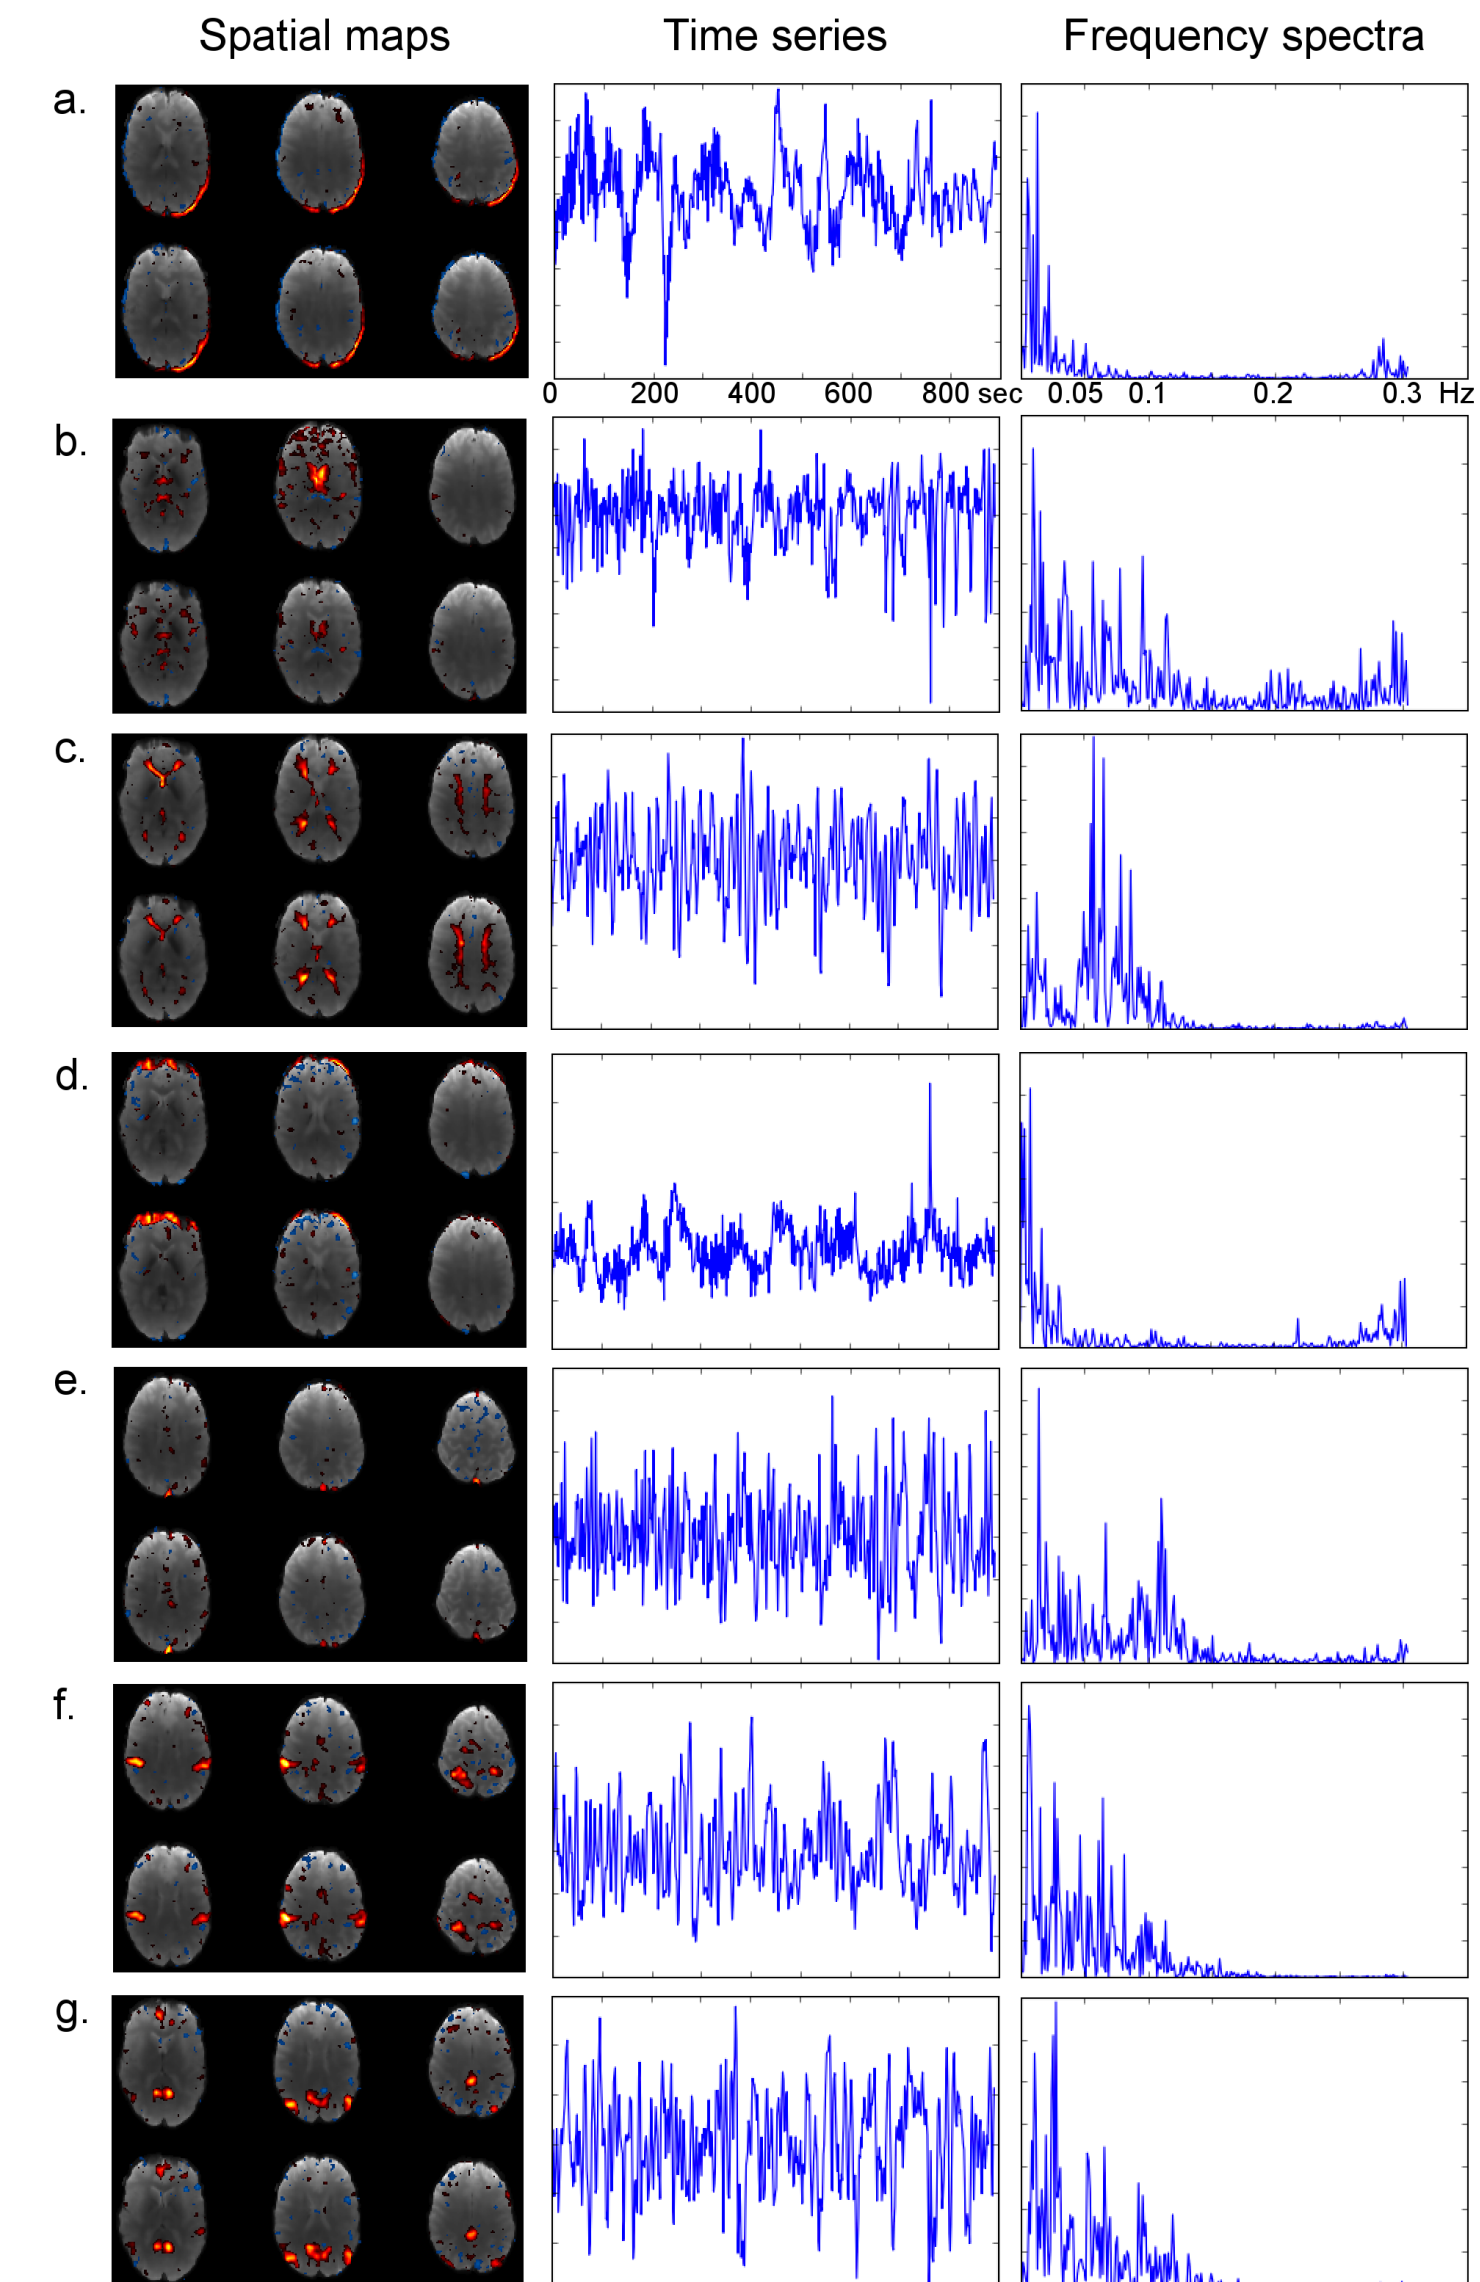 Spatial maps Time series Frequency spectra
a.
0 200 400 600 800 sec 0.05 0.1 0.2 0.3 Hz
b.
c.
d.
e.
f.
g.